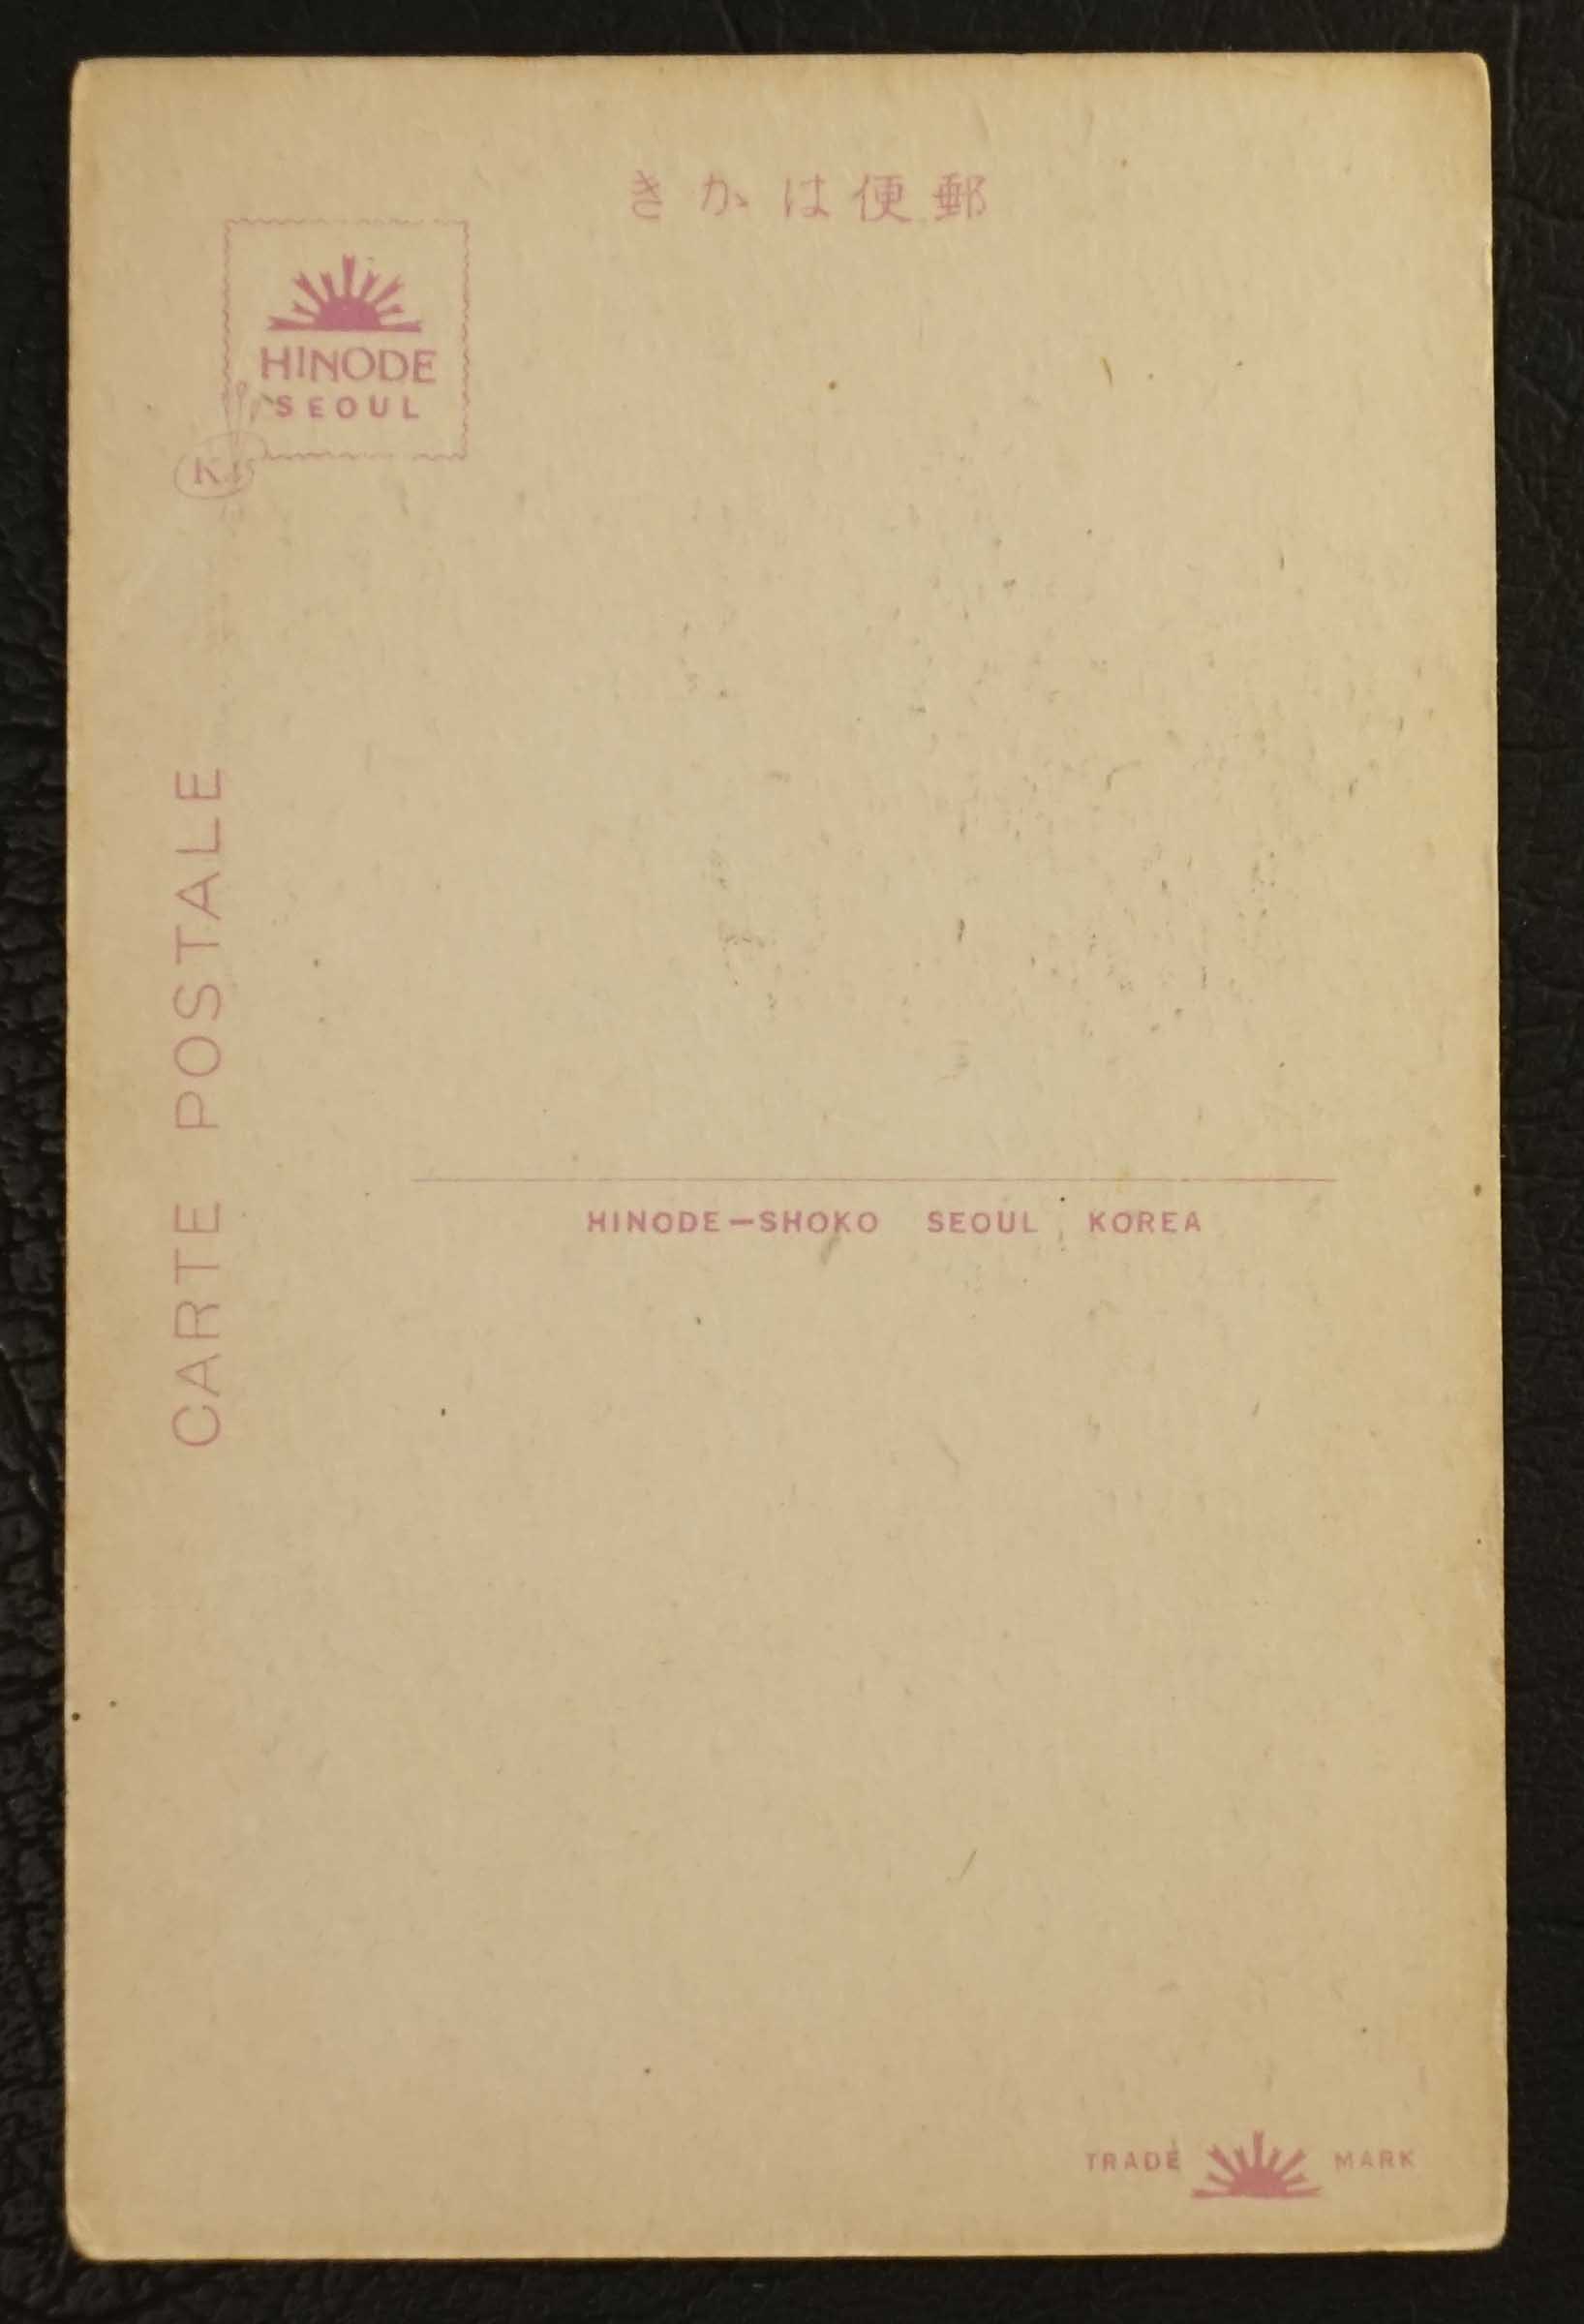 きかは便郵
HINODE
SEOUL
K
CARTE POSTALE
HINODE-SHOKO SEOUL KOREA
TRADE MARK